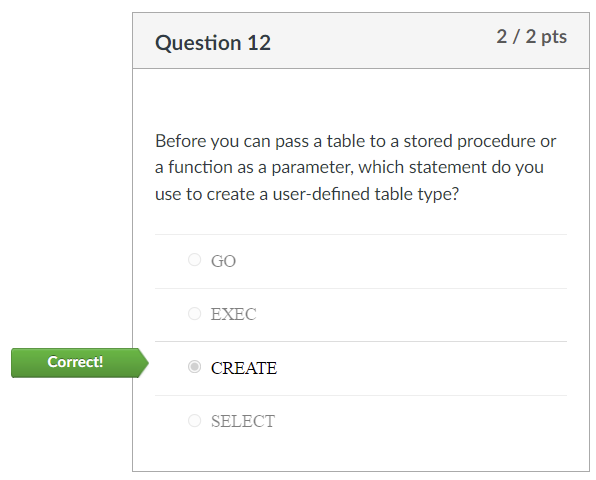 Question 12
2 / 2 pts
Before you can pass a table to a stored procedure or
a function as a parameter, which statement do you
use to create a user-defined table type?
GO
EXEC
Correct!
CREATE
SELECT